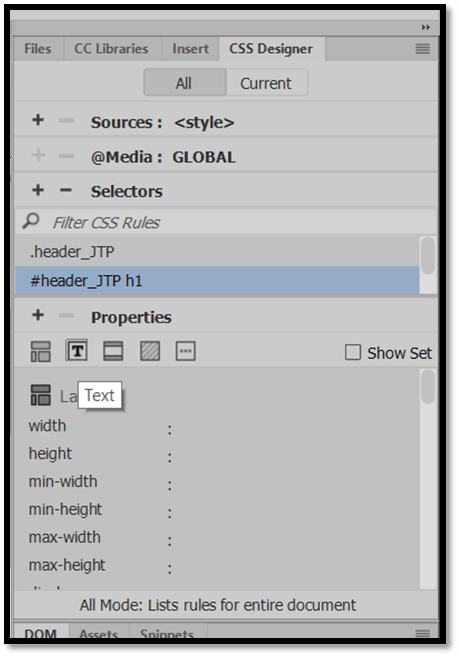 Files CC Libraries Insert CSS Designer
All Current
+ − Sources : <style>
+ − @Media : GLOBAL
+ − Selectors
Filter CSS Rules
.header_JTP
#header_JTP h1
+ − Properties
T Show Set
La Text
width :
height :
min-width :
min-height :
max-width :
max-height :
All Mode: Lists rules for entire document
DOM Assets Snippets